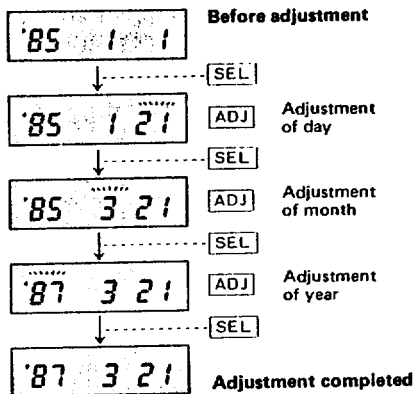 Before adjustment
'85 1 1
SEL
'85 1 21 ADJ Adjustment
of day
SEL
'85 3 21 ADJ Adjustment
of month
SEL
'87 3 21 ADJ Adjustment
of year
SEL
'87 3 21 Adjustment completed